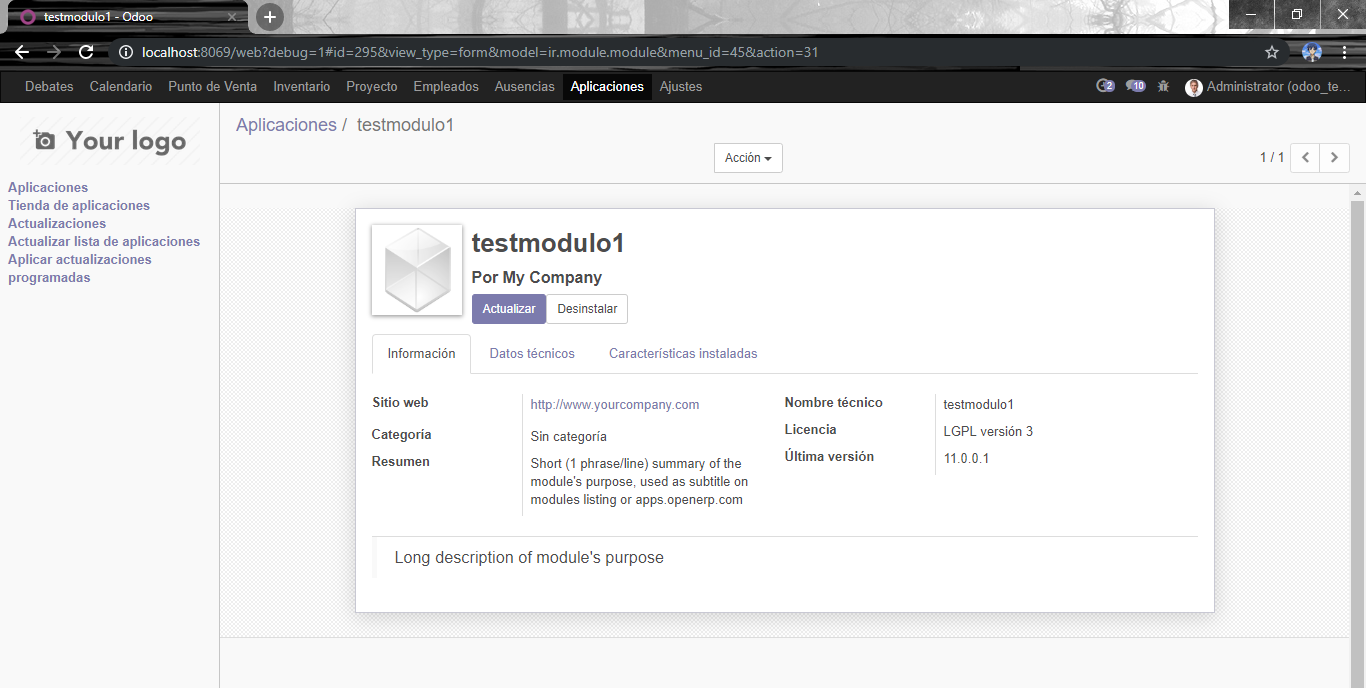 testmodulo1 - Odoo
localhost:8069/web?debug=1#id=295&view_type=form&model=ir.module.module&menu_id=45&action=31
Debates Calendario Punto de Venta Inventario Proyecto Empleados Ausencias Aplicaciones Ajustes 2 10 Administrator (odoo_te...
Your logo
Aplicaciones
Tienda de aplicaciones
Actualizaciones
Actualizar lista de aplicaciones
Aplicar actualizaciones
programadas
Aplicaciones / testmodulo1
Acción
1 / 1
testmodulo1
Por My Company
Actualizar Desinstalar
Información Datos técnicos Características instaladas
Sitio web http://www.yourcompany.com
Categoría Sin categoría
Resumen Short (1 phrase/line) summary of the
module's purpose, used as subtitle on
modules listing or apps.openerp.com
Nombre técnico testmodulo1
Licencia LGPL versión 3
Última versión 11.0.0.1
Long description of module's purpose